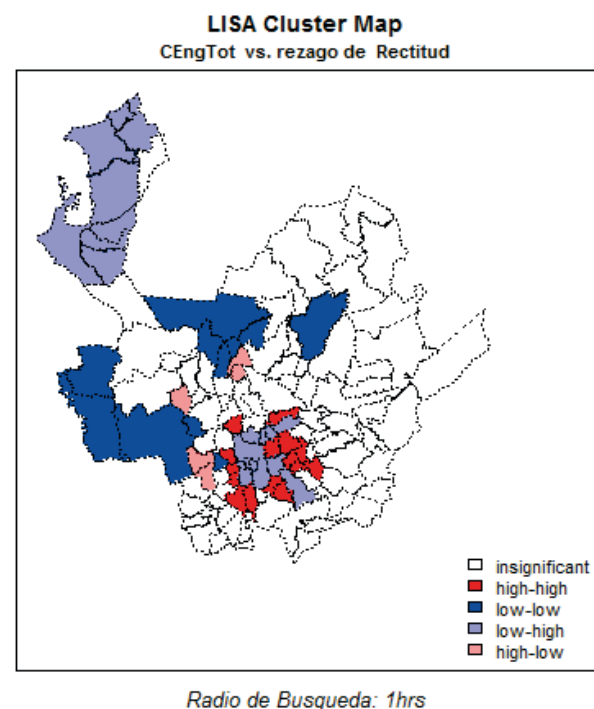 LISA Cluster Map
CEngTot vs. rezago de Rectitud
insignificant
high-high
low-low
low-high
high-low
Radio de Busqueda: 1hrs